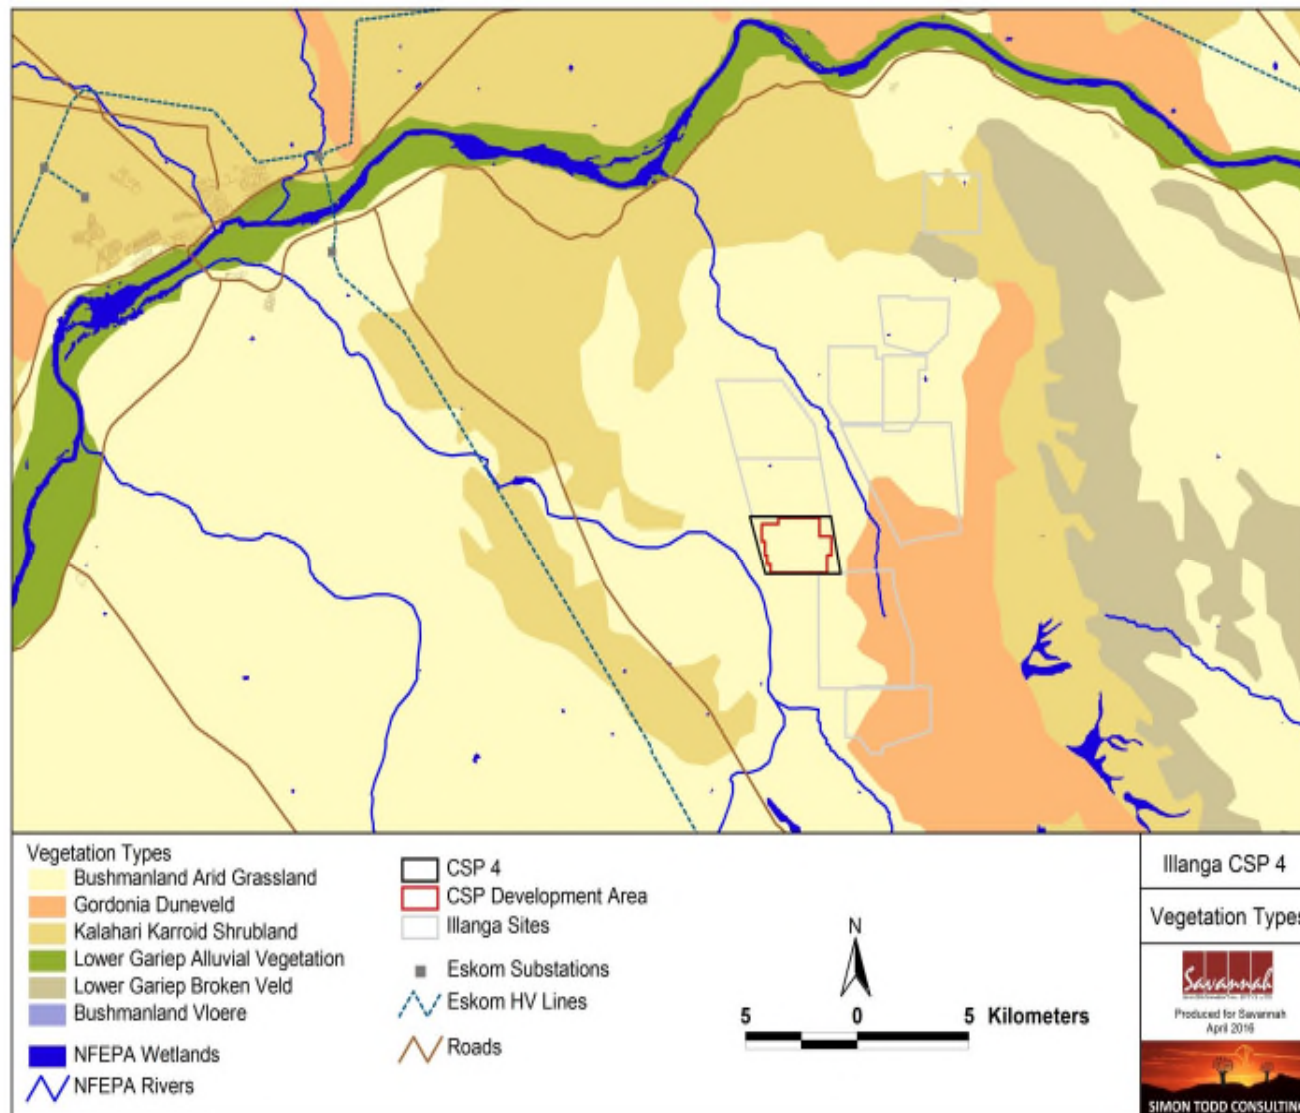 Vegetation Types
Bushmanland Arid Grassland
Gordonia Duneveld
Kalahari Karroid Shrubland
Lower Gariep Alluvial Vegetation
Lower Gariep Broken Veld
Bushmanland Vloere
NFEPA Wetlands
NFEPA Rivers
CSP 4
CSP Development Area
Illanga Sites
Eskom Substations
Eskom HV Lines
Roads
N
5 0 5 Kilometers
Illanga CSP 4
Vegetation Types
Savannah
Produced for Savannah
April 2016
SIMON TODD CONSULTING